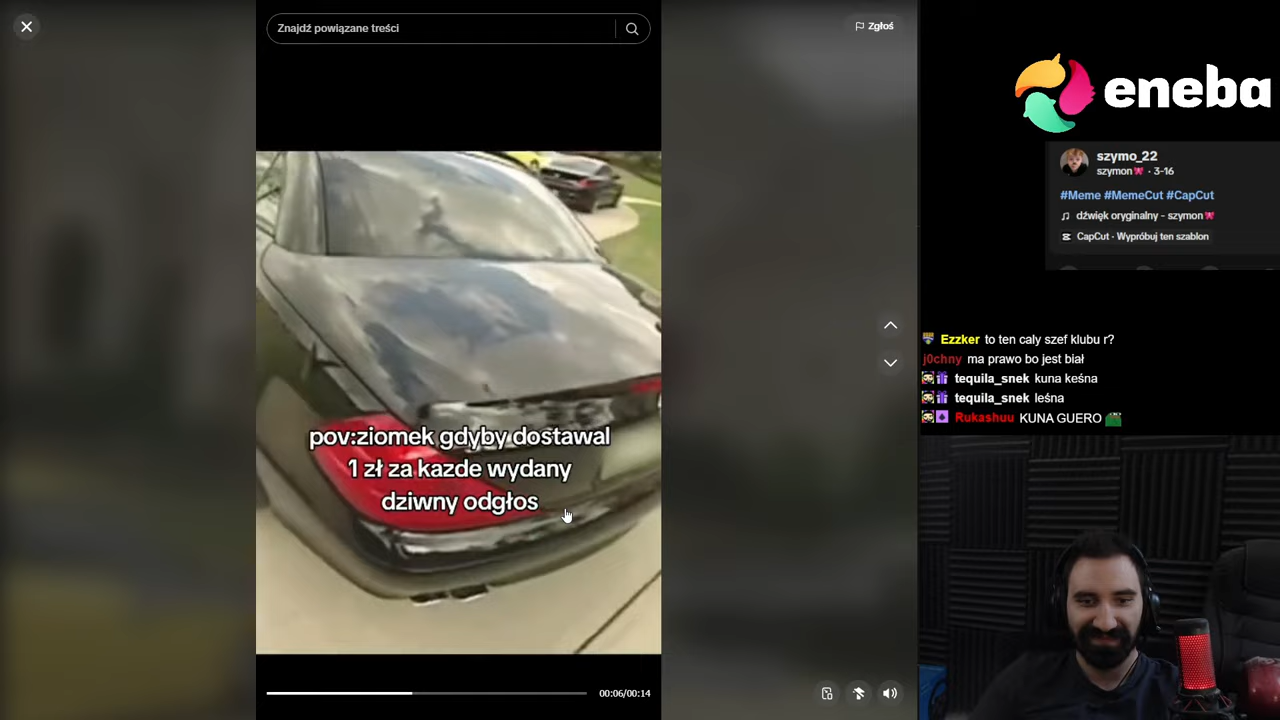 Znajdź powiązane treści
Zgłoś
pov:ziomek gdyby dostawal
1 zł za kazde wydany
dziwny odgłos
00:06/00:14
eneba
szymo_22
szymon · 3-16
#Meme #MemeCut #CapCut
dźwięk oryginalny - szymon
CapCut · Wypróbuj ten szablon
Ezzker to ten caly szef klubu r?
j0chny ma prawo bo jest biał
tequila_snek kuna keśna
tequila_snek leśna
Rukashuu KUNA GUERO